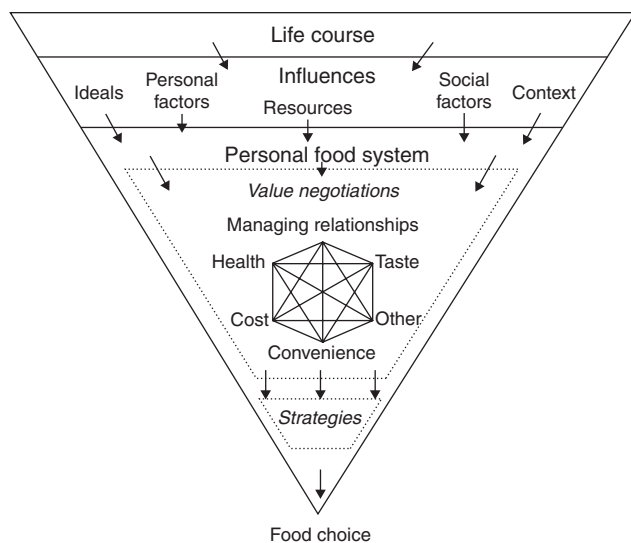 Life course
Influences
Ideals
Personal
factors
Resources
Social
factors
Context
Personal food system
Value negotiations
Managing relationships
Health
Taste
Cost
Other
Convenience
Strategies
Food choice